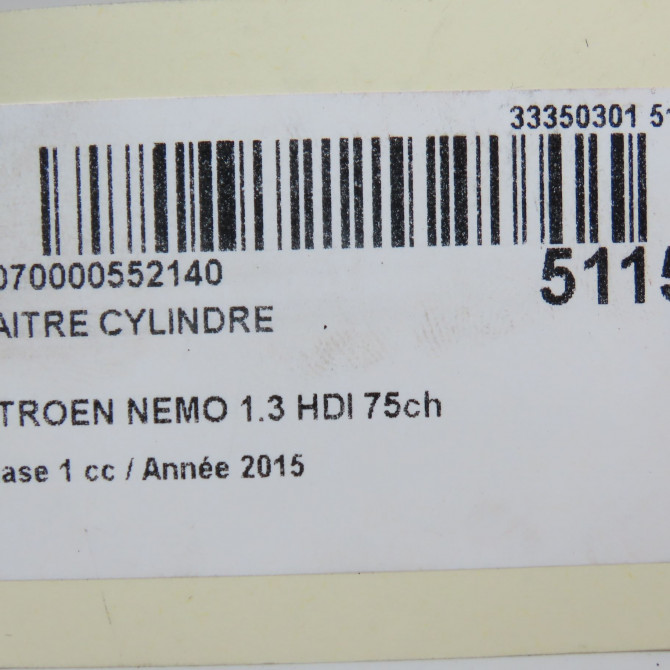 33350301 51
070000552140
5115
AITRE CYLINDRE
TROEN NEMO 1.3 HDI 75ch
ase 1 cc / Année 2015